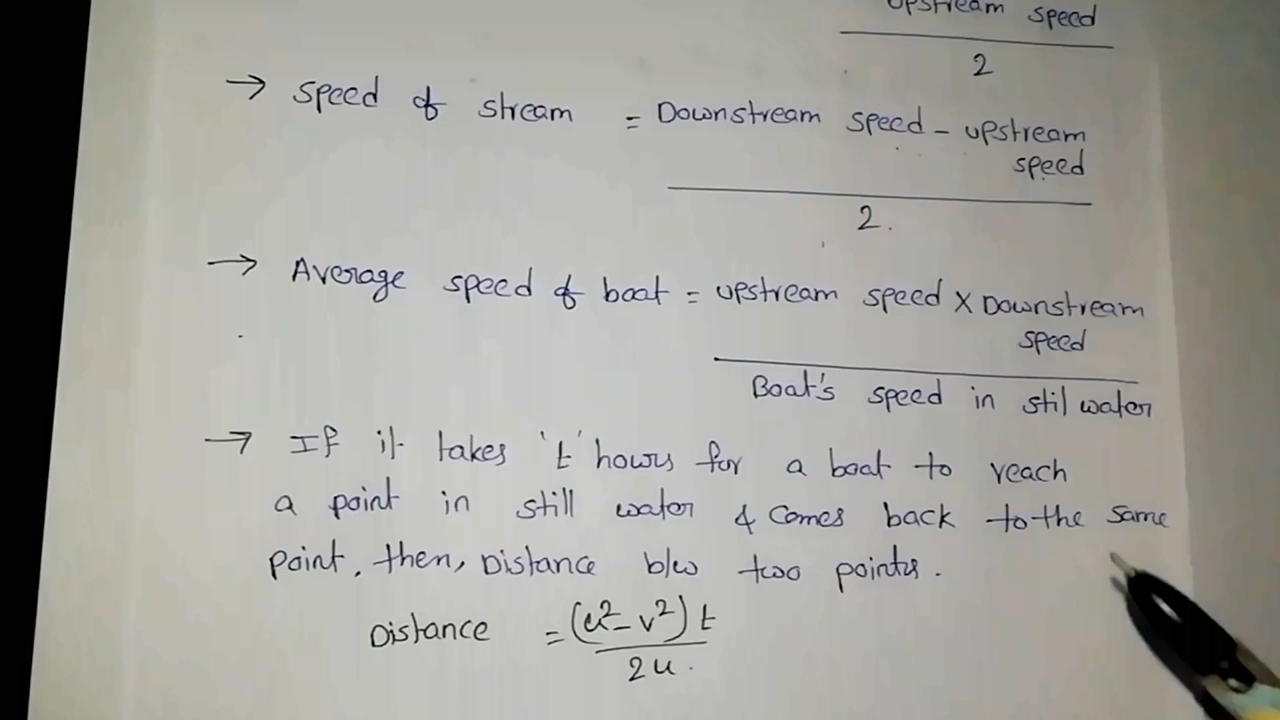 upstream speed
2
→ speed of stream = Downstream speed - upstream
speed
2.
→ Average speed of boat = upstream speed X Downstream
speed
Boat's speed in stil water
→ If it takes 't' hours for a boat to reach
a point in still water & comes back to the same
point, then, Distance b/w two points.
Distance = (u²-v²) t
2u.